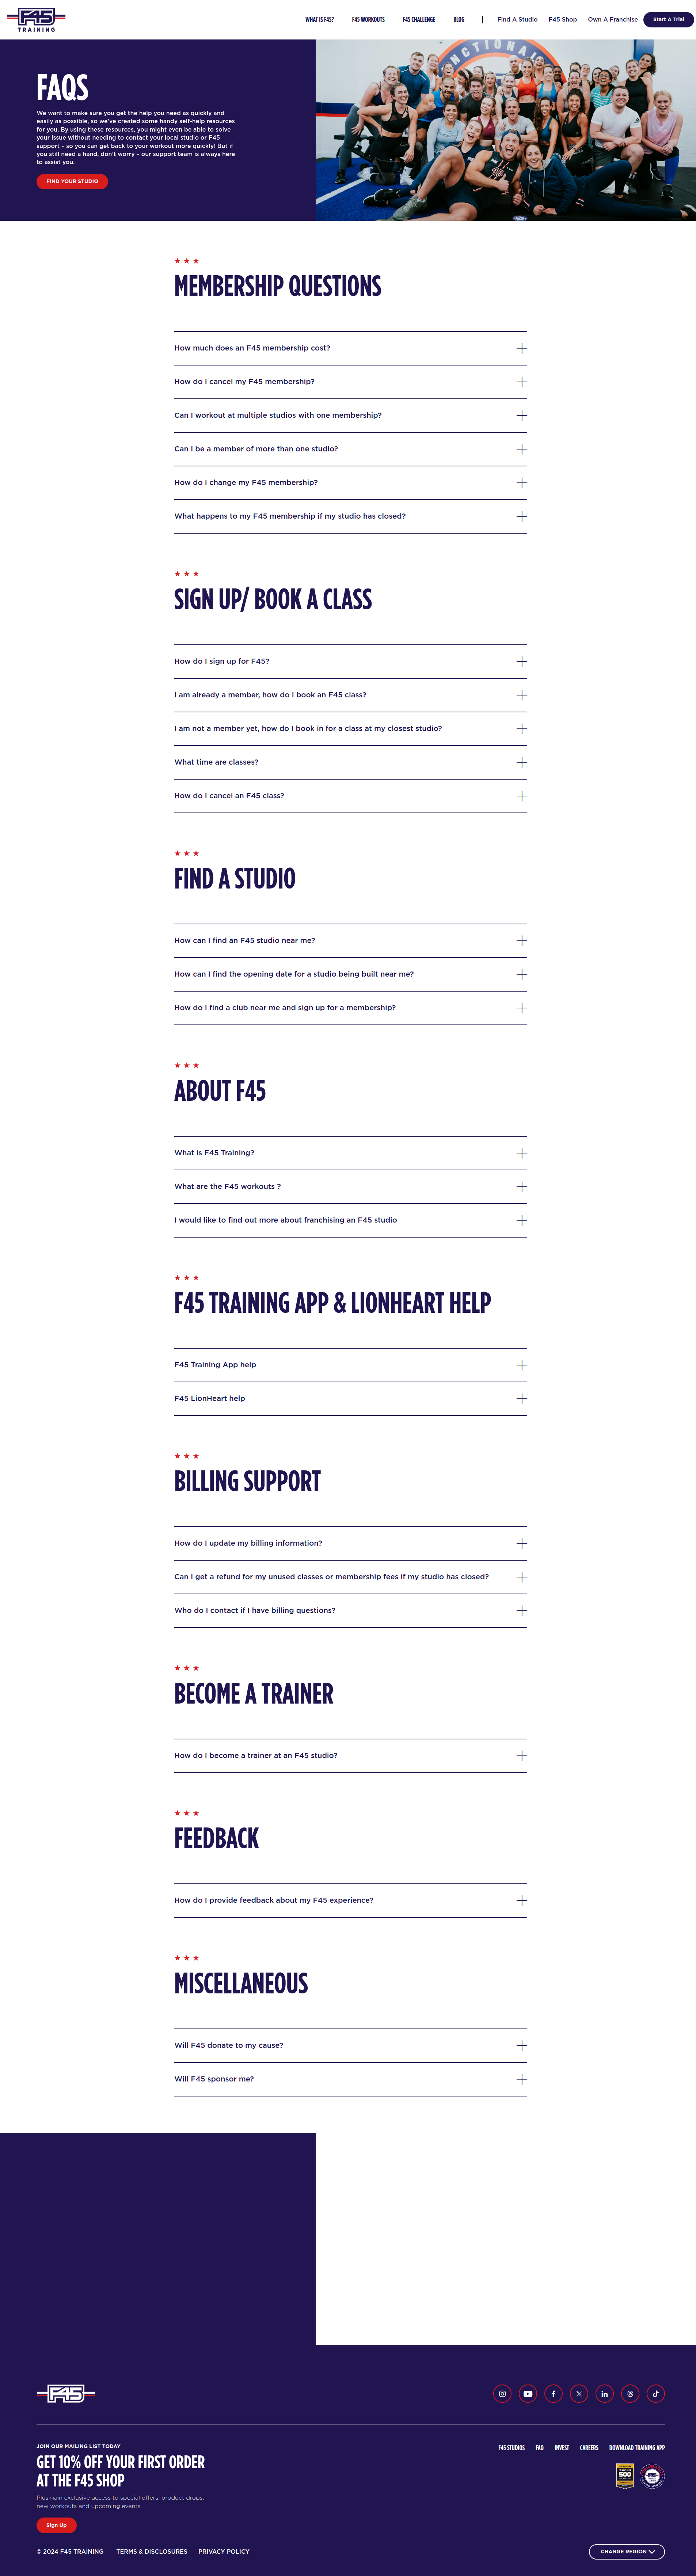 F45
TRAINING
WHAT IS F45?
F45 WORKOUTS
F45 CHALLENGE
BLOG
Find A Studio
F45 Shop
Own A Franchise
Start A Trial
FAQS
We want to make sure you get the help you need as quickly and
easily as possible, so we've created some handy self-help resources
for you. By using these resources, you might even be able to solve
your issue without needing to contact your local studio or F45
support – so you can get back to your workout more quickly! But if
you still need a hand, don't worry – our support team is always here
to assist you.
FIND YOUR STUDIO
MEMBERSHIP QUESTIONS
How much does an F45 membership cost?
How do I cancel my F45 membership?
Can I workout at multiple studios with one membership?
Can I be a member of more than one studio?
How do I change my F45 membership?
What happens to my F45 membership if my studio has closed?
SIGN UP/ BOOK A CLASS
How do I sign up for F45?
I am already a member, how do I book an F45 class?
I am not a member yet, how do I book in for a class at my closest studio?
What time are classes?
How do I cancel an F45 class?
FIND A STUDIO
How can I find an F45 studio near me?
How can I find the opening date for a studio being built near me?
How do I find a club near me and sign up for a membership?
ABOUT F45
What is F45 Training?
What are the F45 workouts ?
I would like to find out more about franchising an F45 studio
F45 TRAINING APP & LIONHEART HELP
F45 Training App help
F45 LionHeart help
BILLING SUPPORT
How do I update my billing information?
Can I get a refund for my unused classes or membership fees if my studio has closed?
Who do I contact if I have billing questions?
BECOME A TRAINER
How do I become a trainer at an F45 studio?
FEEDBACK
How do I provide feedback about my F45 experience?
MISCELLANEOUS
Will F45 donate to my cause?
Will F45 sponsor me?
F45
JOIN OUR MAILING LIST TODAY
GET 10% OFF YOUR FIRST ORDER
AT THE F45 SHOP
Plus gain exclusive access to special offers, product drops,
new workouts and upcoming events.
Sign Up
F45 STUDIOS
FAQ
INVEST
CAREERS
DOWNLOAD TRAINING APP
500
© 2024 F45 TRAINING
TERMS & DISCLOSURES
PRIVACY POLICY
CHANGE REGION